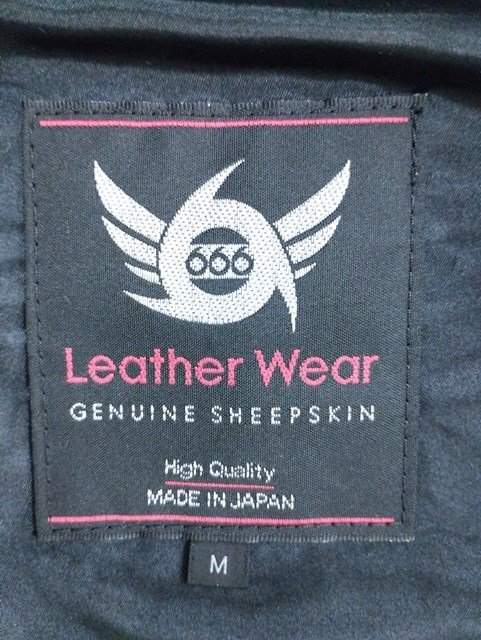 666
Leather Wear
GENUINE SHEEPSKIN
High Quality
MADE IN JAPAN
M